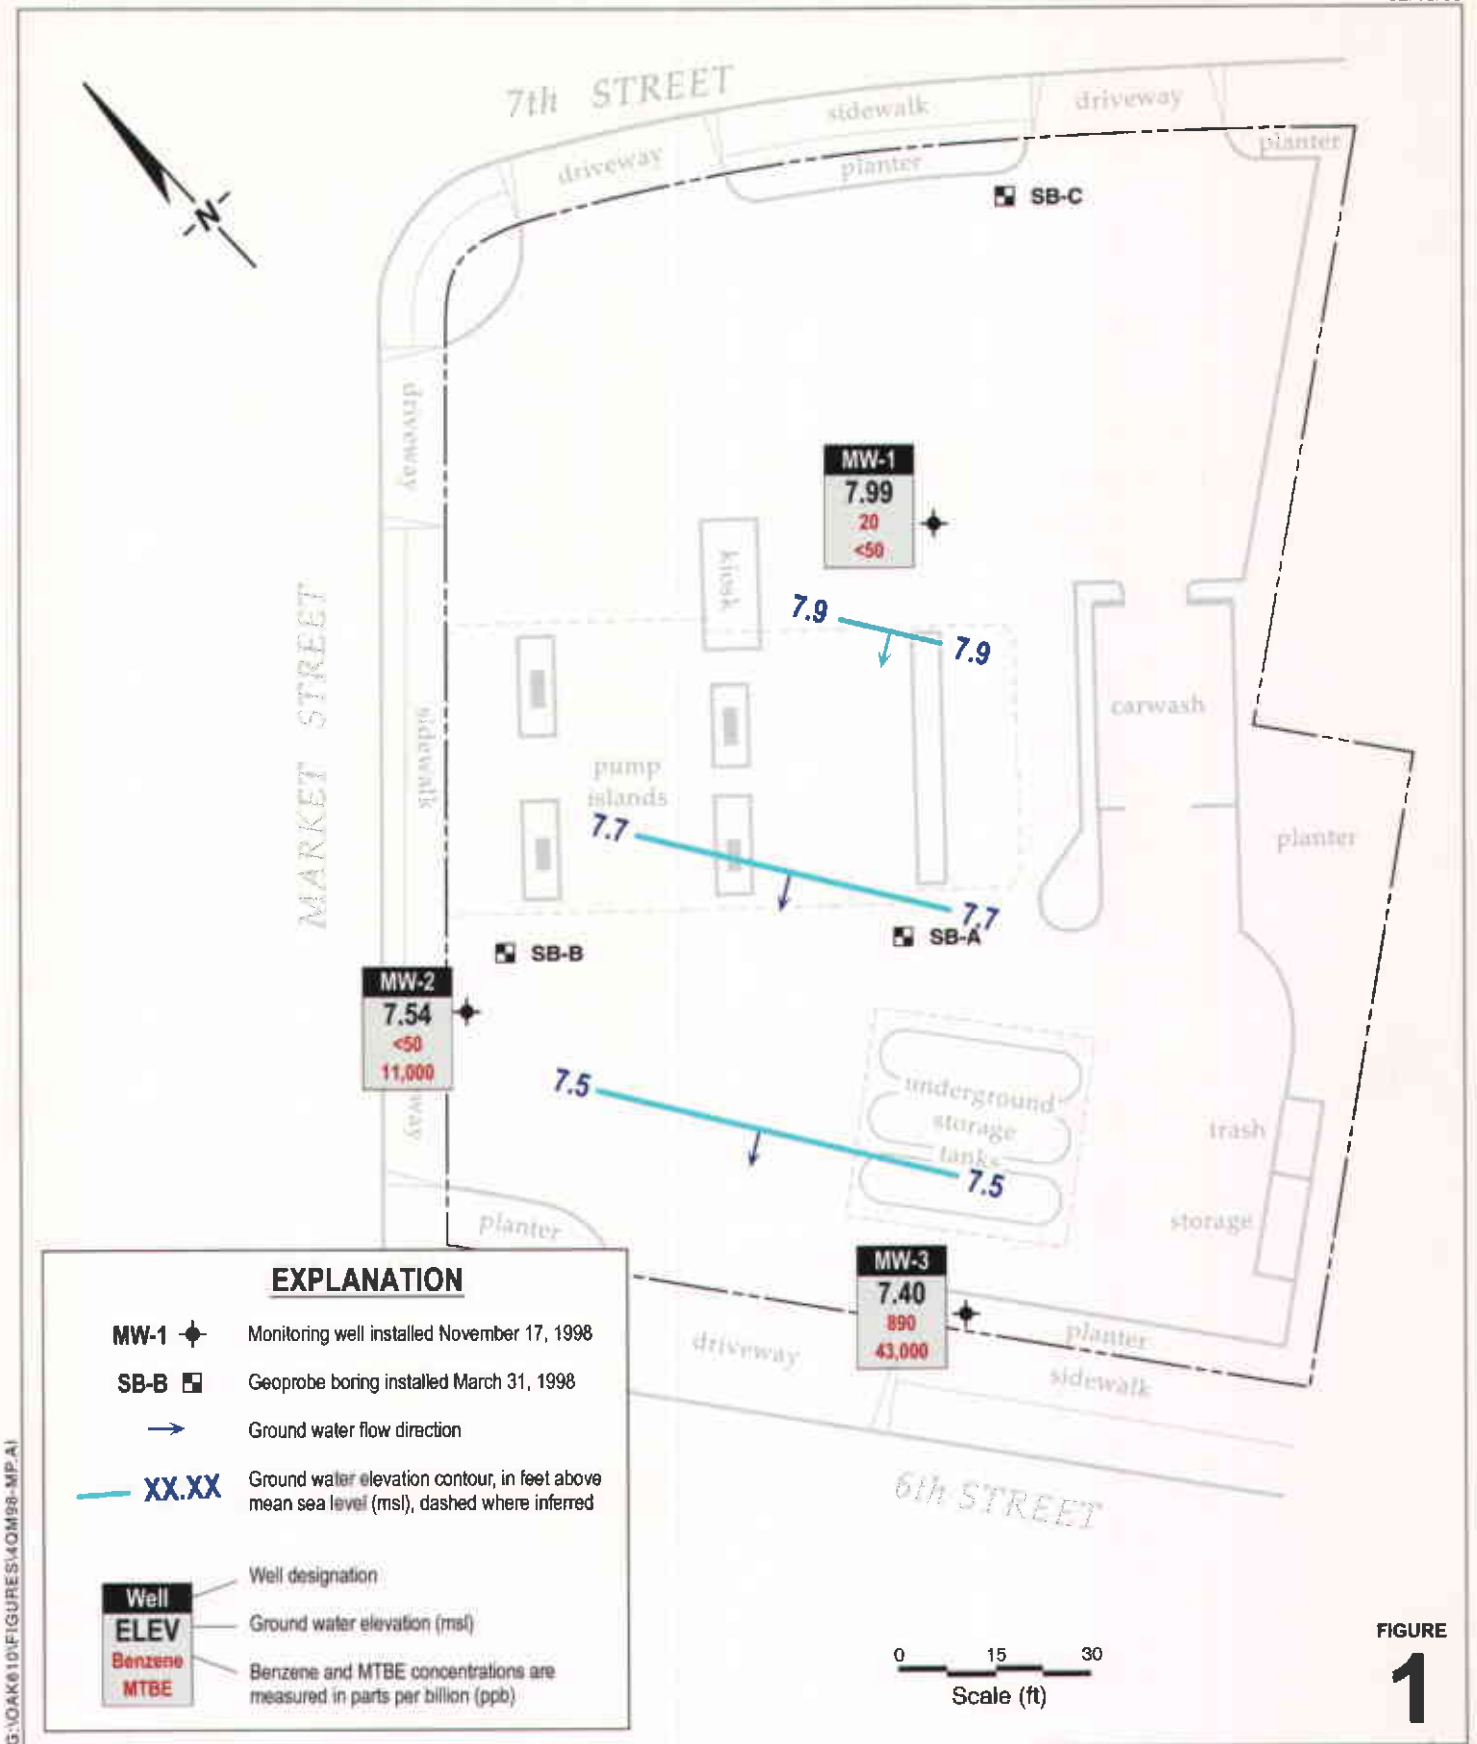 7th STREET
sidewalk
driveway
driveway
planter
planter
SB-C
N
driveway
MW-1
7.99
20
<50
kiosk
7.9
7.9
MARKET STREET
sidewalk
carwash
pump
islands
7.7
7.7
planter
SB-B
SB-A
MW-2
7.54
<50
11,000
way
7.5
7.5
underground
storage
tanks
trash
storage
planter
MW-3
7.40
890
43,000
planter
sidewalk
driveway
6th STREET
EXPLANATION
MW-1 Monitoring well installed November 17, 1998
SB-B Geoprobe boring installed March 31, 1998
Ground water flow direction
XX.XX Ground water elevation contour, in feet above
mean sea level (msl), dashed where inferred
Well
ELEV
Benzene
MTBE
Well designation
Ground water elevation (msl)
Benzene and MTBE concentrations are
measured in parts per billion (ppb)
0 15 30
Scale (ft)
FIGURE
1
G:\OAK610\FIGURES\4QM98-MP.AI